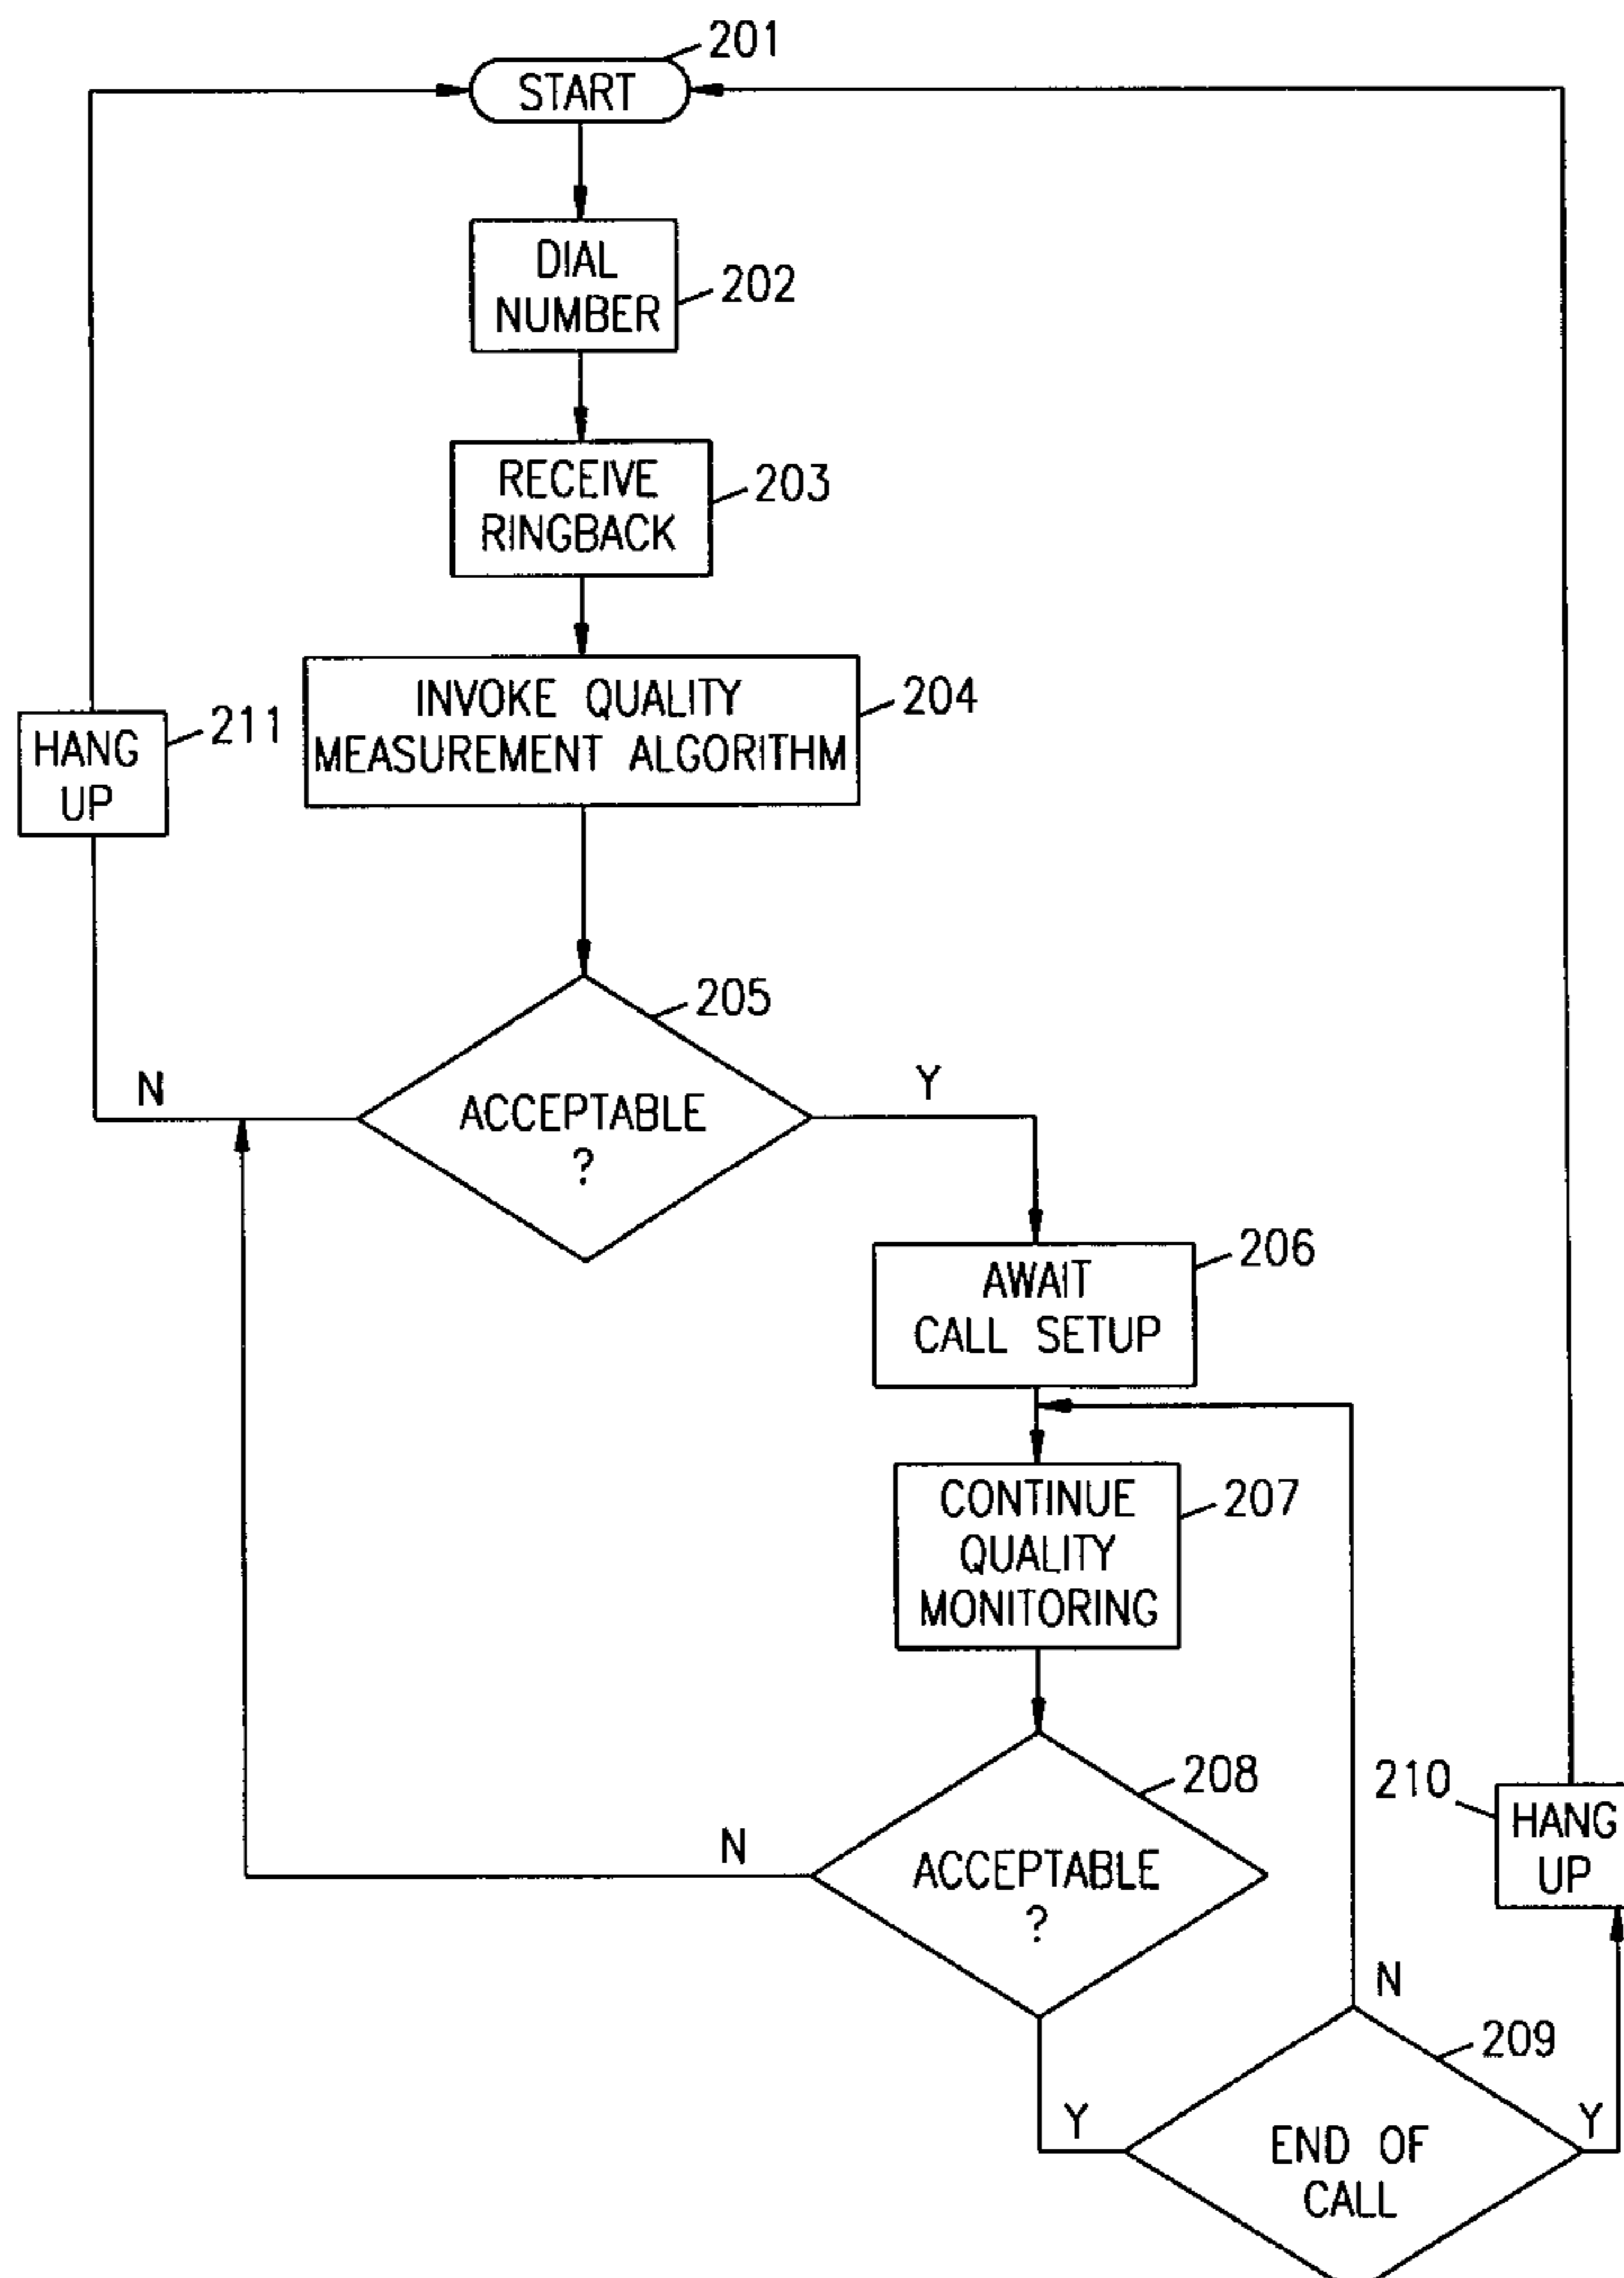 201
START
DIAL
NUMBER
202
RECEIVE
RINGBACK
203
INVOKE QUALITY
MEASUREMENT ALGORITHM
204
HANG
UP
211
205
ACCEPTABLE
?
N
Y
AWAIT
CALL SETUP
206
CONTINUE
QUALITY
MONITORING
207
208
ACCEPTABLE
?
N
Y
210
HANG
UP
209
END OF
CALL
N
Y